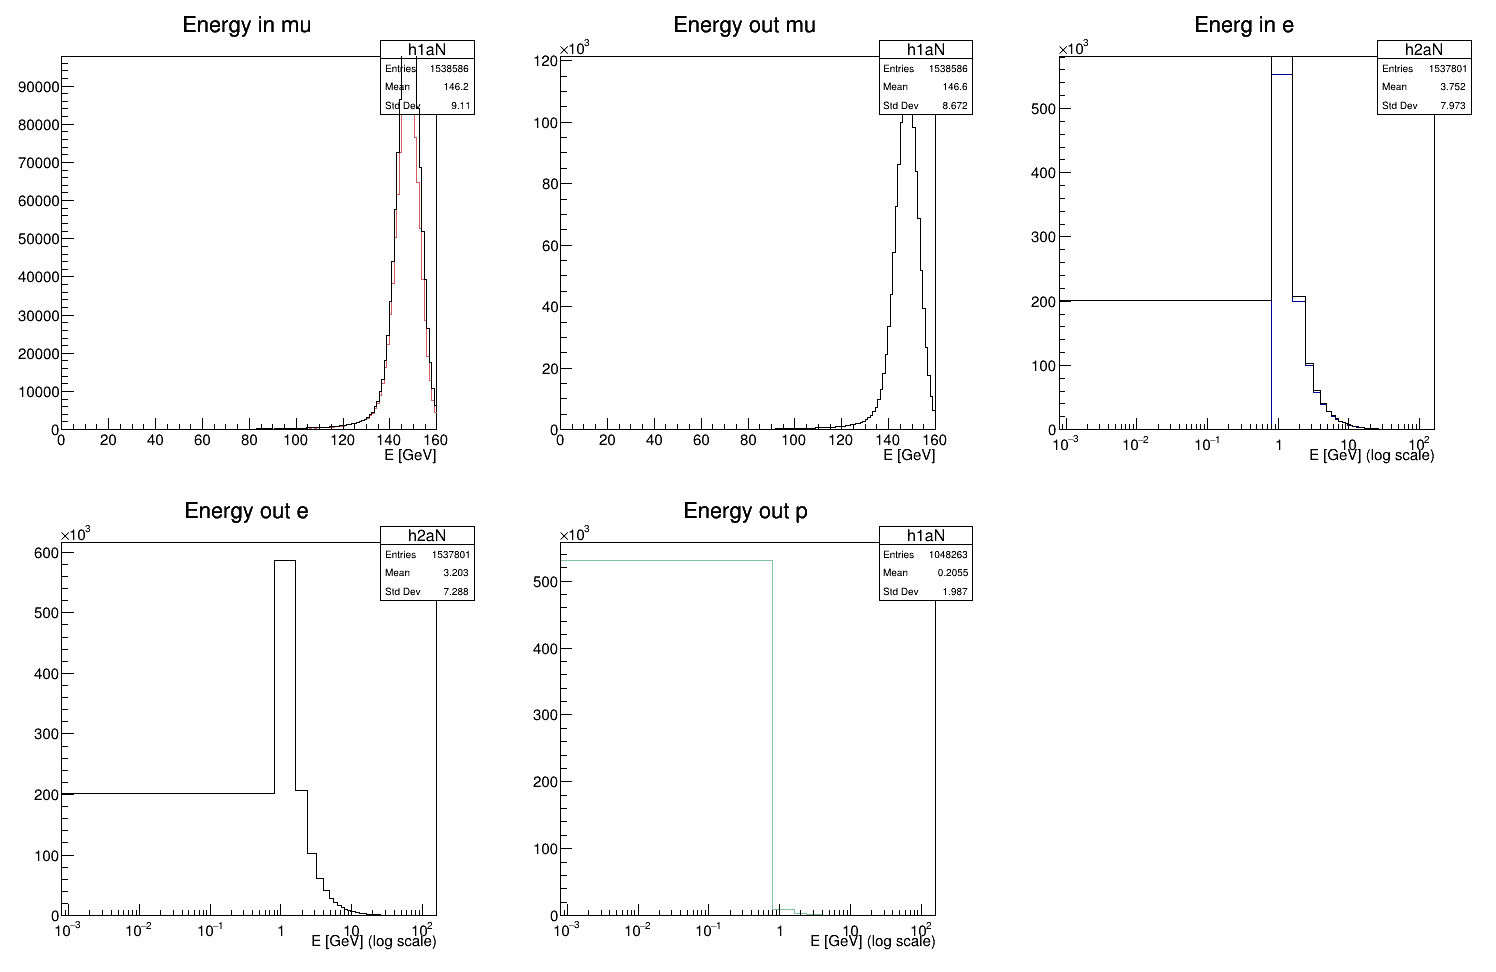 Energy in mu
h1aN
Entries 1538586
Mean 146.2
Std Dev 9.11
90000
80000
70000
60000
50000
40000
30000
20000
10000
0
0 20 40 60 80 100 120 140 160
E [GeV]
Energy out mu
×10³
h1aN
Entries 1538586
Mean 146.6
Std Dev 8.672
120
100
80
60
40
20
0
0 20 40 60 80 100 120 140 160
E [GeV]
Energ in e
×10³
h2aN
Entries 1537801
Mean 3.752
Std Dev 7.973
500
400
300
200
100
0
10⁻³ 10⁻² 10⁻¹ 1 10 10²
E [GeV] (log scale)
Energy out e
×10³
h2aN
Entries 1537801
Mean 3.203
Std Dev 7.288
600
500
400
300
200
100
0
10⁻³ 10⁻² 10⁻¹ 1 10 10²
E [GeV] (log scale)
Energy out p
×10³
h1aN
Entries 1048263
Mean 0.2055
Std Dev 1.987
500
400
300
200
100
0
10⁻³ 10⁻² 10⁻¹ 1 10 10²
E [GeV] (log scale)